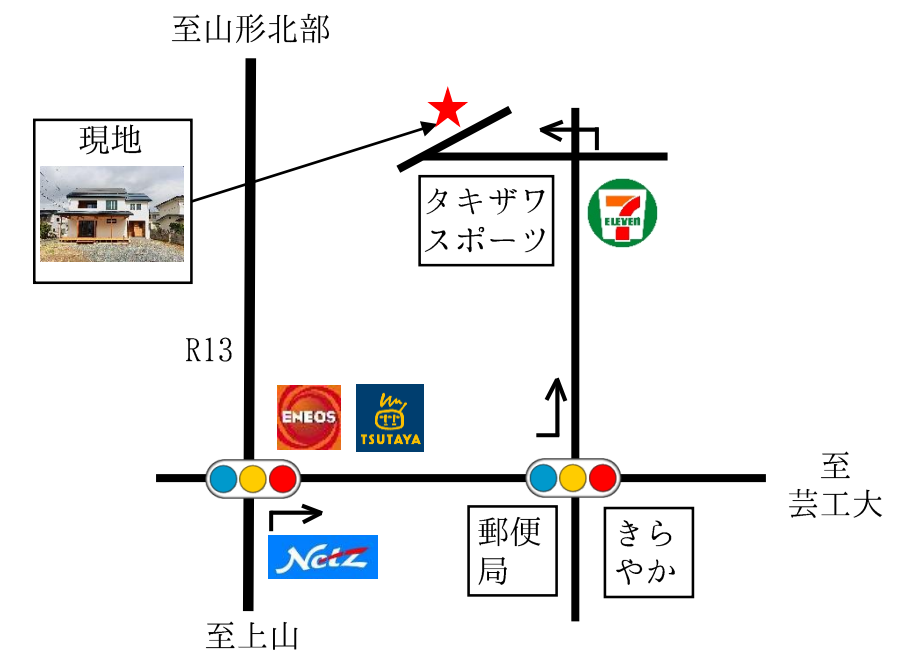 至山形北部
現地
タキザワ
スポーツ
ELEVEN
R13
ENEOS
TSUTAYA
至
芸工大
Netz
郵便
局
きら
やか
至上山